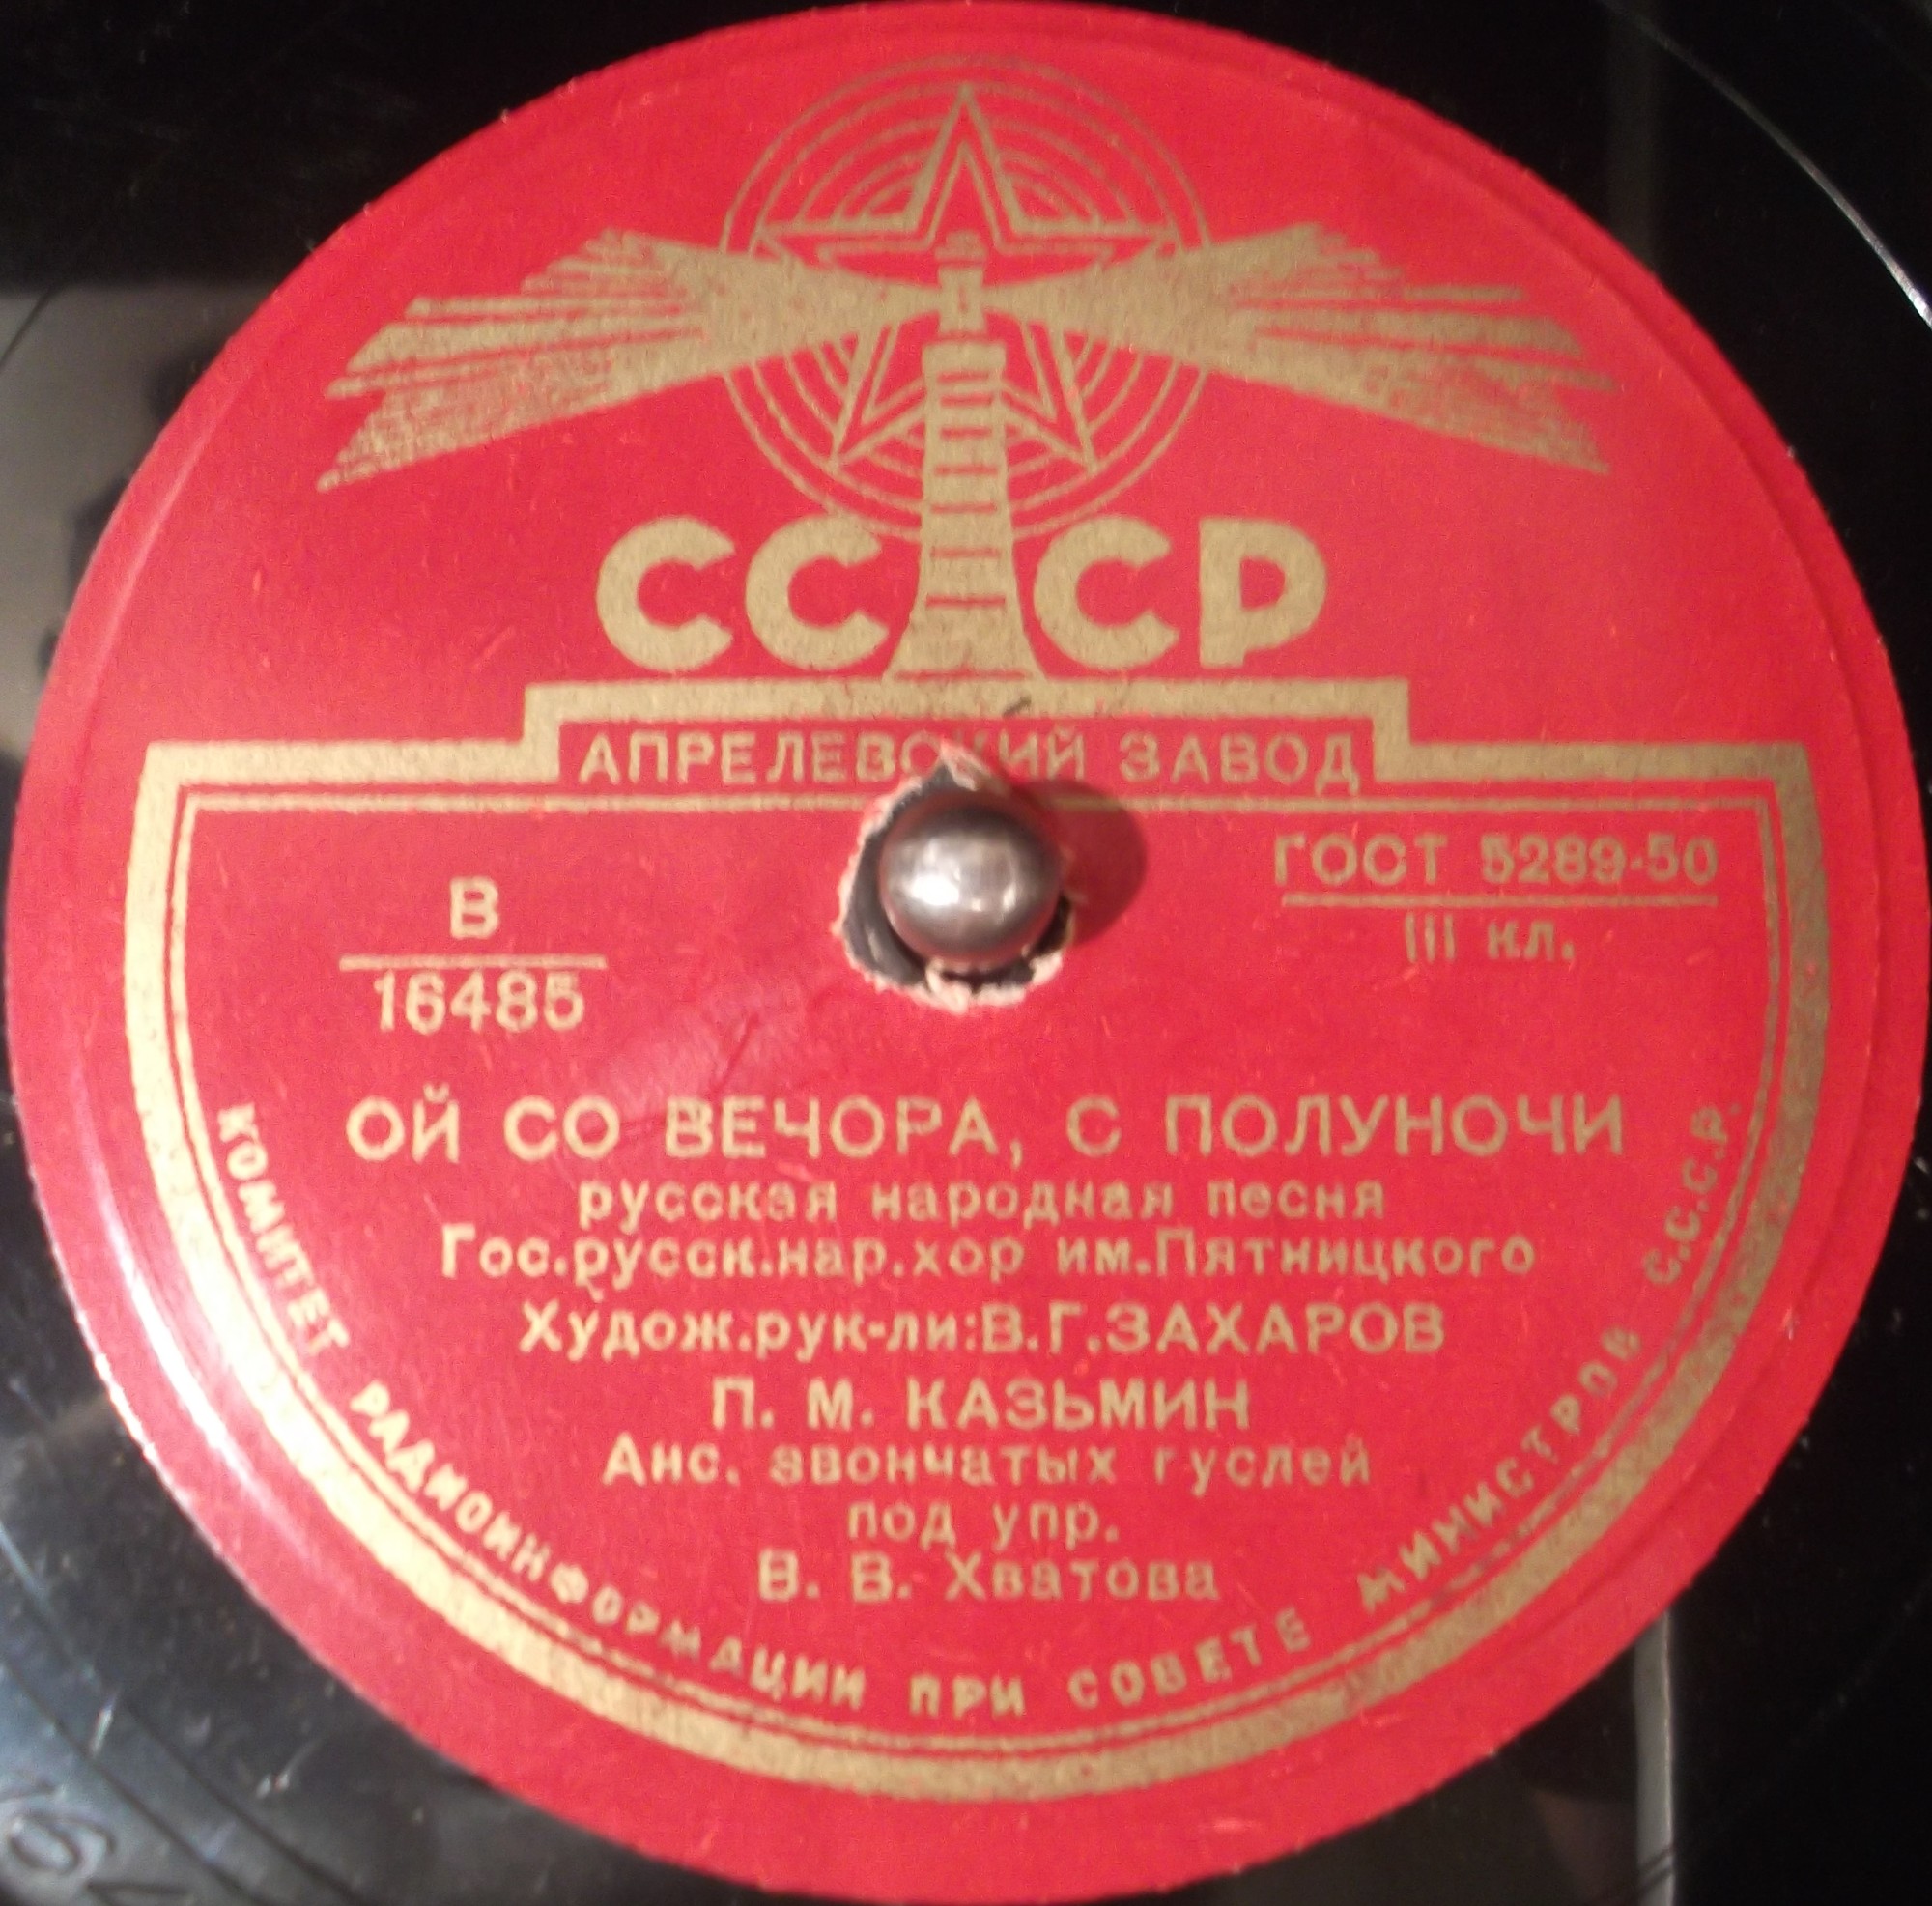 СССР
АПРЕЛЕВСКИЙ ЗАВОД
ГОСТ 5289-50
III кл.
В
16485
ОЙ СО ВЕЧОРА, С ПОЛУНОЧИ
русская народная песня
Гос.русск.нар.хор им.Пятницкого
Худож.рук-ли:В.Г.ЗАХАРОВ
П. М. КАЗЬМИН
Анс. звончатых гуслей
под упр.
В. В. Хватова
КОМИТЕТ РАДИОИНФОРМАЦИИ ПРИ СОВЕТЕ МИНИСТРОВ С.С.С.Р.